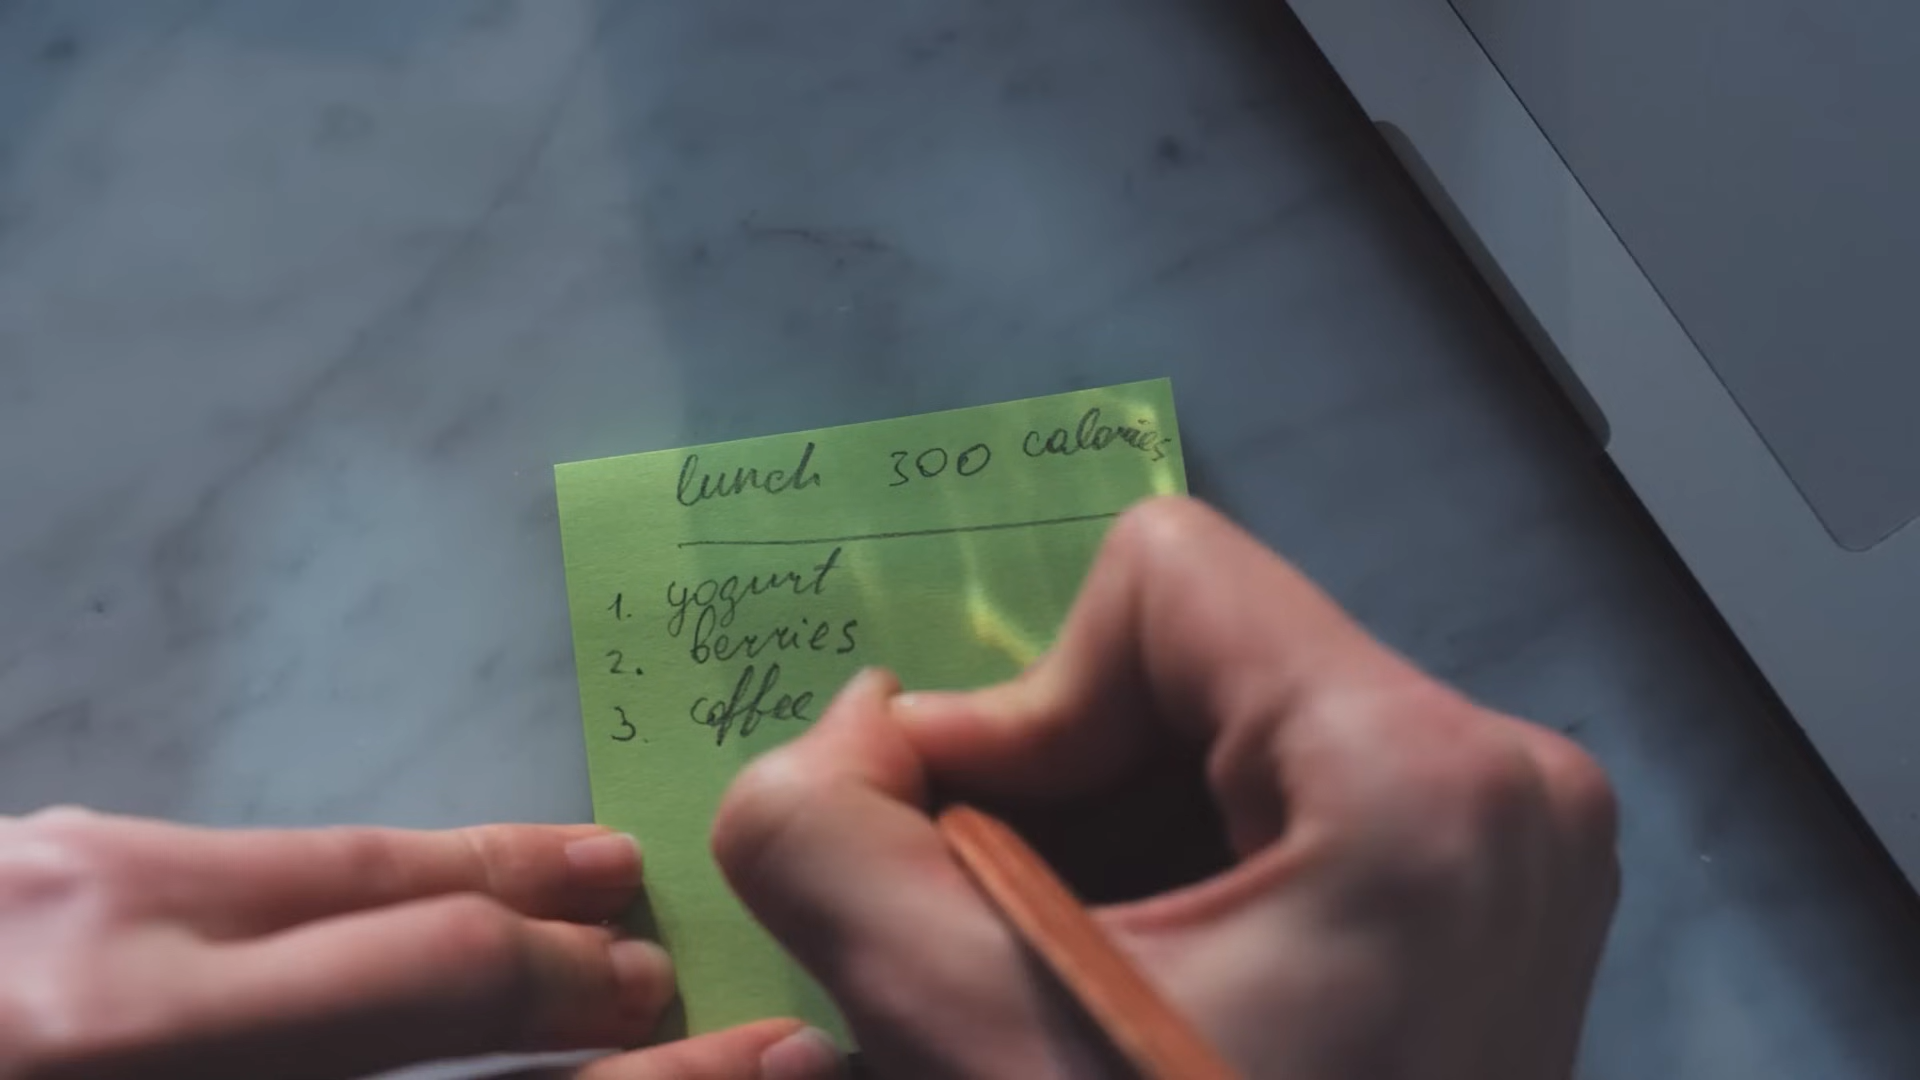 lunch 300 calories
1. yogurt
2. berries
3. coffee